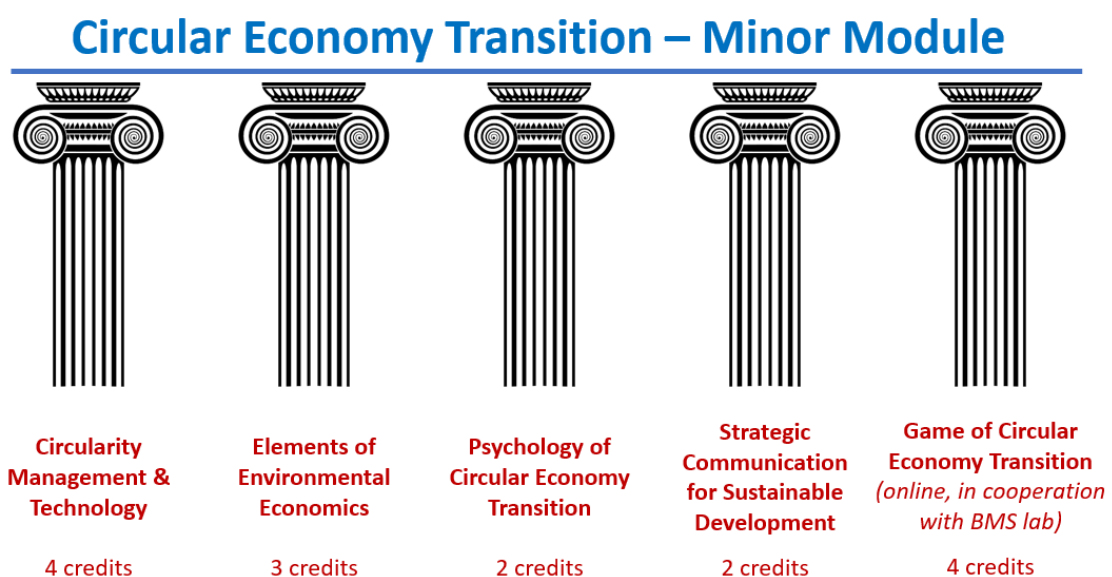 Circular Economy Transition – Minor Module
Circularity
Management &
Technology
4 credits
Elements of
Environmental
Economics
3 credits
Psychology of
Circular Economy
Transition
2 credits
Strategic
Communication
for Sustainable
Development
2 credits
Game of Circular
Economy Transition
(online, in cooperation
with BMS lab)
4 credits